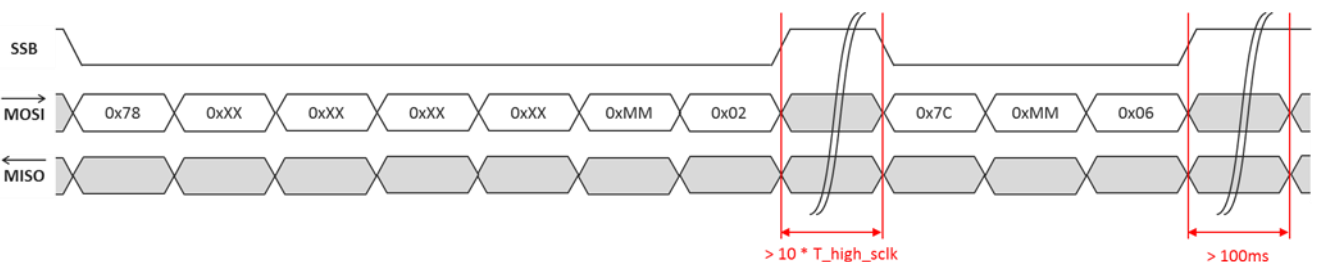 SSB
MOSI 0x78 0xXX 0xXX 0xXX 0xXX 0xMM 0x02 0x7C 0xMM 0x06
MISO
> 10 * T_high_sclk > 100ms